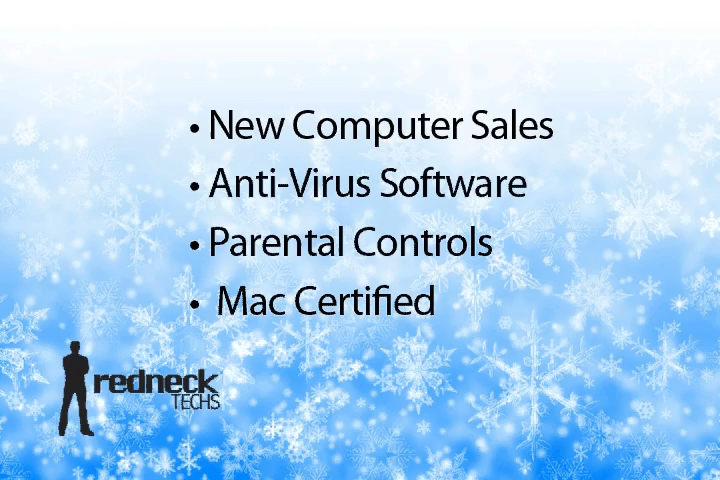 • New Computer Sales
• Anti-Virus Software
• Parental Controls
• Mac Certified
redneck
TECHS